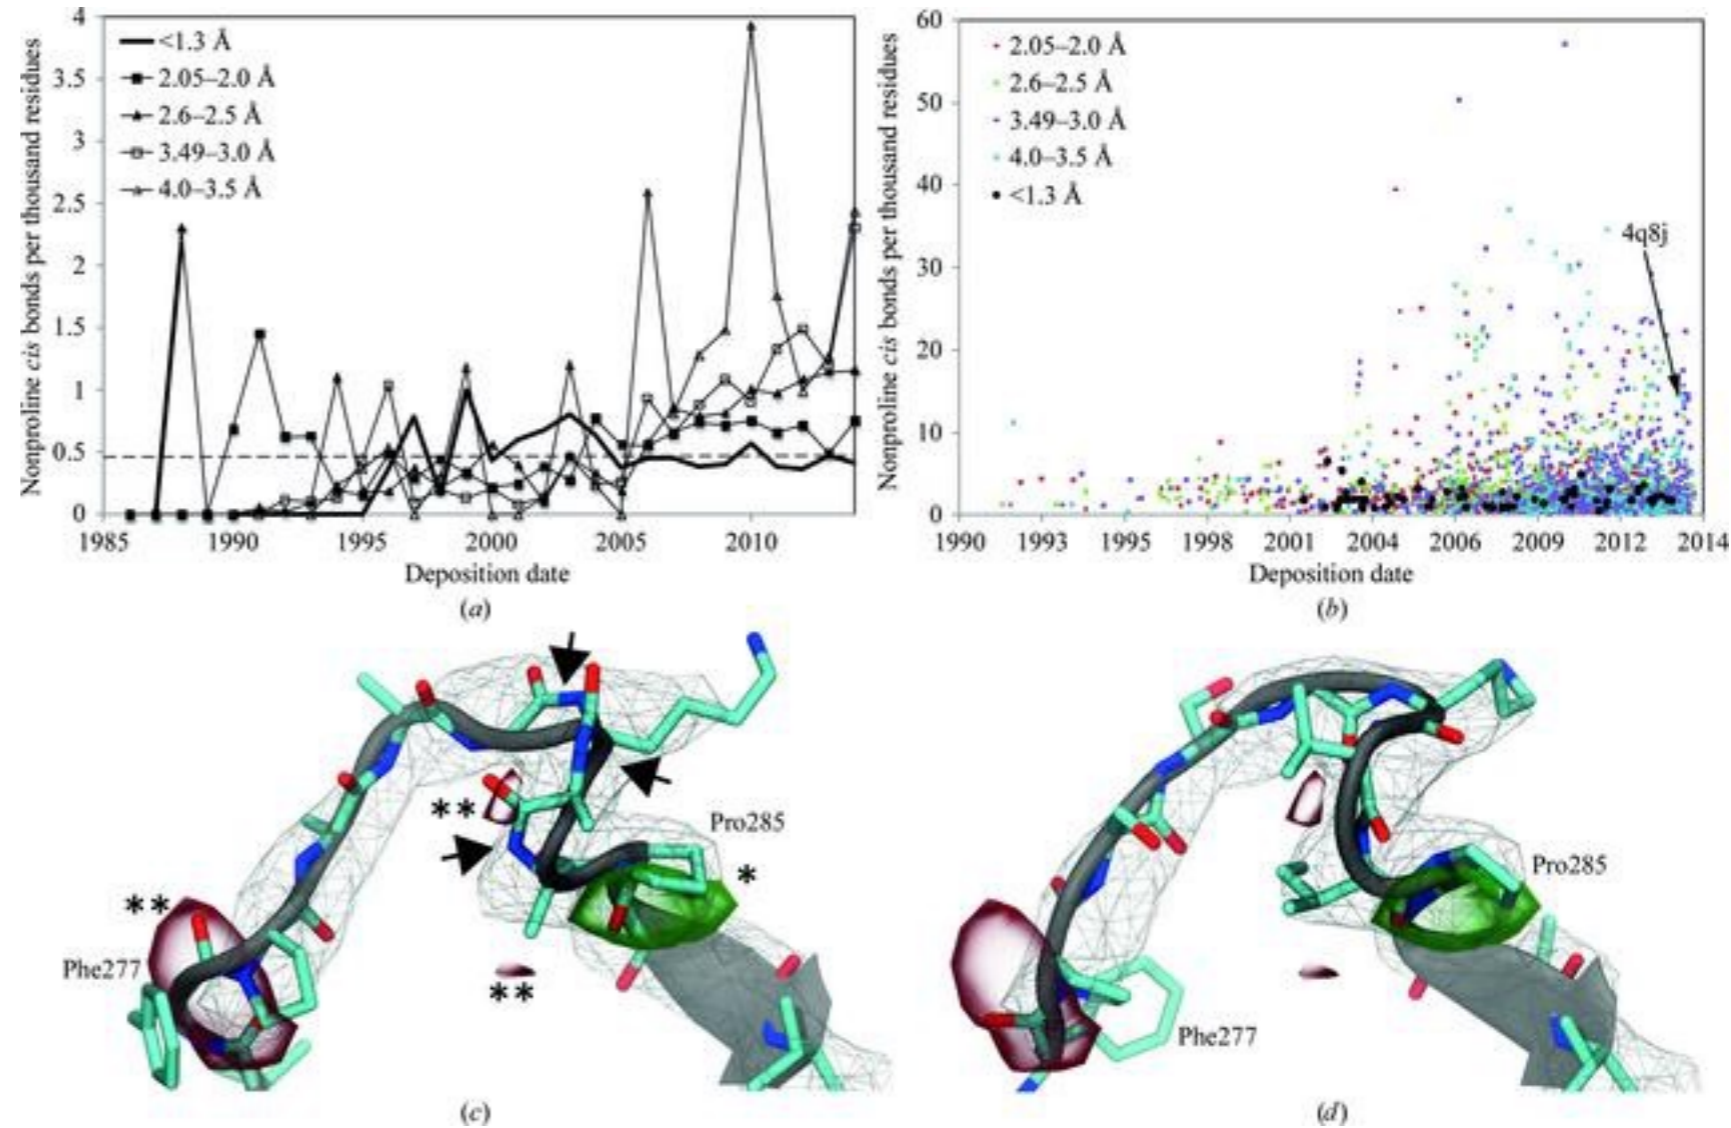 Nonproline cis bonds per thousand residues
4
3.5
3
2.5
2
1.5
1
0.5
0
<1.3 Å
2.05–2.0 Å
2.6–2.5 Å
3.49–3.0 Å
4.0–3.5 Å
1985 1990 1995 2000 2005 2010
Deposition date
(a)
Nonproline cis bonds per thousand residues
60
50
40
30
20
10
0
2.05–2.0 Å
2.6–2.5 Å
3.49–3.0 Å
4.0–3.5 Å
<1.3 Å
4q8j
1990 1993 1995 1998 2001 2004 2006 2009 2012 2014
Deposition date
(b)
**
Pro285
*
**
Phe277
**
(c)
Pro285
Phe277
(d)